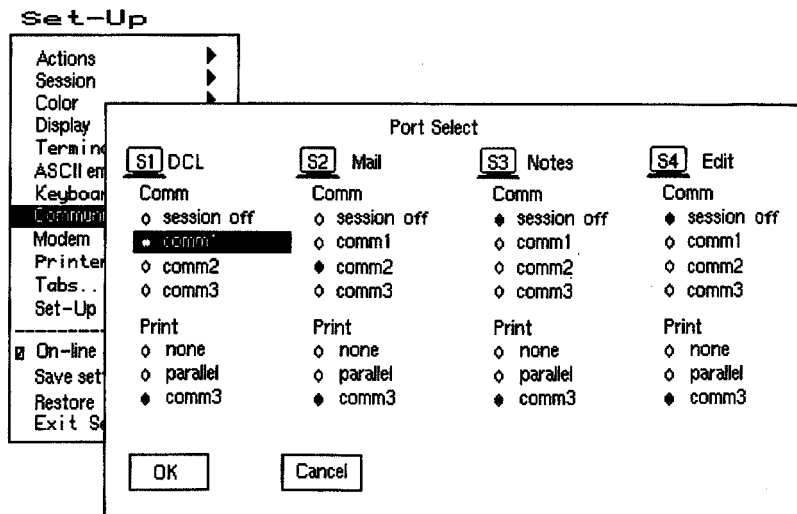 Set-Up
Actions
Session
Color
Display
Termin
ASCII em
Keyboar
Communi
Modem
Printer
Tabs..
Set-Up
On-line
Save set
Restore
Exit Se
Port Select
S1 DCL
Comm
session off
comm1
comm2
comm3
Print
none
parallel
comm3
S2 Mail
Comm
session off
comm1
comm2
comm3
Print
none
parallel
comm3
S3 Notes
Comm
session off
comm1
comm2
comm3
Print
none
parallel
comm3
S4 Edit
Comm
session off
comm1
comm2
comm3
Print
none
parallel
comm3
OK
Cancel